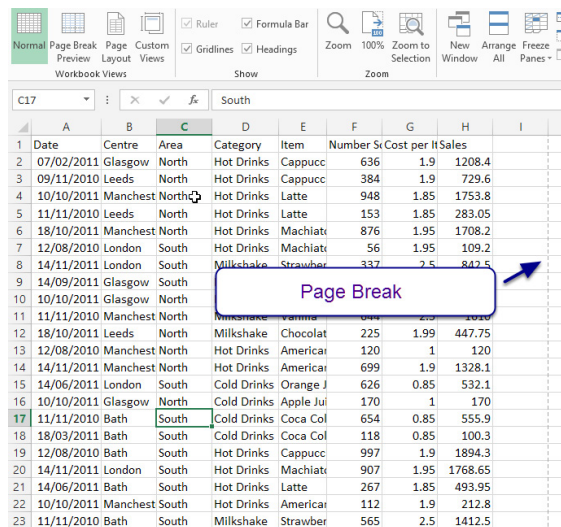 Normal Page Break Preview Page Layout Custom Views
Workbook Views
Ruler Formula Bar
Gridlines Headings
Show
Zoom 100% Zoom to Selection
Zoom
New Window Arrange All Freeze Panes
C17 fx South
A B C D E F G H I
1 Date Centre Area Category Item Number S Cost per It Sales
2 07/02/2011 Glasgow North Hot Drinks Cappucc 636 1.9 1208.4
3 09/11/2010 Leeds North Hot Drinks Cappucc 384 1.9 729.6
4 10/10/2011 Manchest North Hot Drinks Latte 948 1.85 1753.8
5 11/11/2010 Leeds North Hot Drinks Latte 153 1.85 283.05
6 18/10/2011 Manchest North Hot Drinks Machiato 876 1.95 1708.2
7 12/08/2010 London South Hot Drinks Machiato 56 1.95 109.2
8 14/11/2010 London South Milkshake Strawber 337 2.5 842.5
9 14/09/2011 Glasgow South
Page Break
10 10/10/2011 Glasgow North
11 11/11/2010 Manchest North Milkshake Vanilla 644 2.5 1610
12 18/10/2011 Leeds North Milkshake Chocolat 225 1.99 447.75
13 12/08/2010 Manchest North Hot Drinks American 120 1 120
14 14/11/2010 Manchest North Hot Drinks American 699 1.9 1328.1
15 14/06/2011 London South Cold Drinks Orange J 626 0.85 532.1
16 10/10/2011 Glasgow North Cold Drinks Apple Jui 170 1 170
17 11/11/2010 Bath South Cold Drinks Coca Col 654 0.85 555.9
18 18/03/2011 Bath South Cold Drinks Coca Col 118 0.85 100.3
19 12/08/2010 Bath South Hot Drinks Cappucc 997 1.9 1894.3
20 14/11/2011 London South Hot Drinks Machiato 907 1.95 1768.65
21 14/06/2011 Bath South Hot Drinks Latte 267 1.85 493.95
22 10/10/2011 Manchest South Hot Drinks American 112 1.9 212.8
23 11/11/2010 Bath South Milkshake Strawber 565 2.5 1412.5